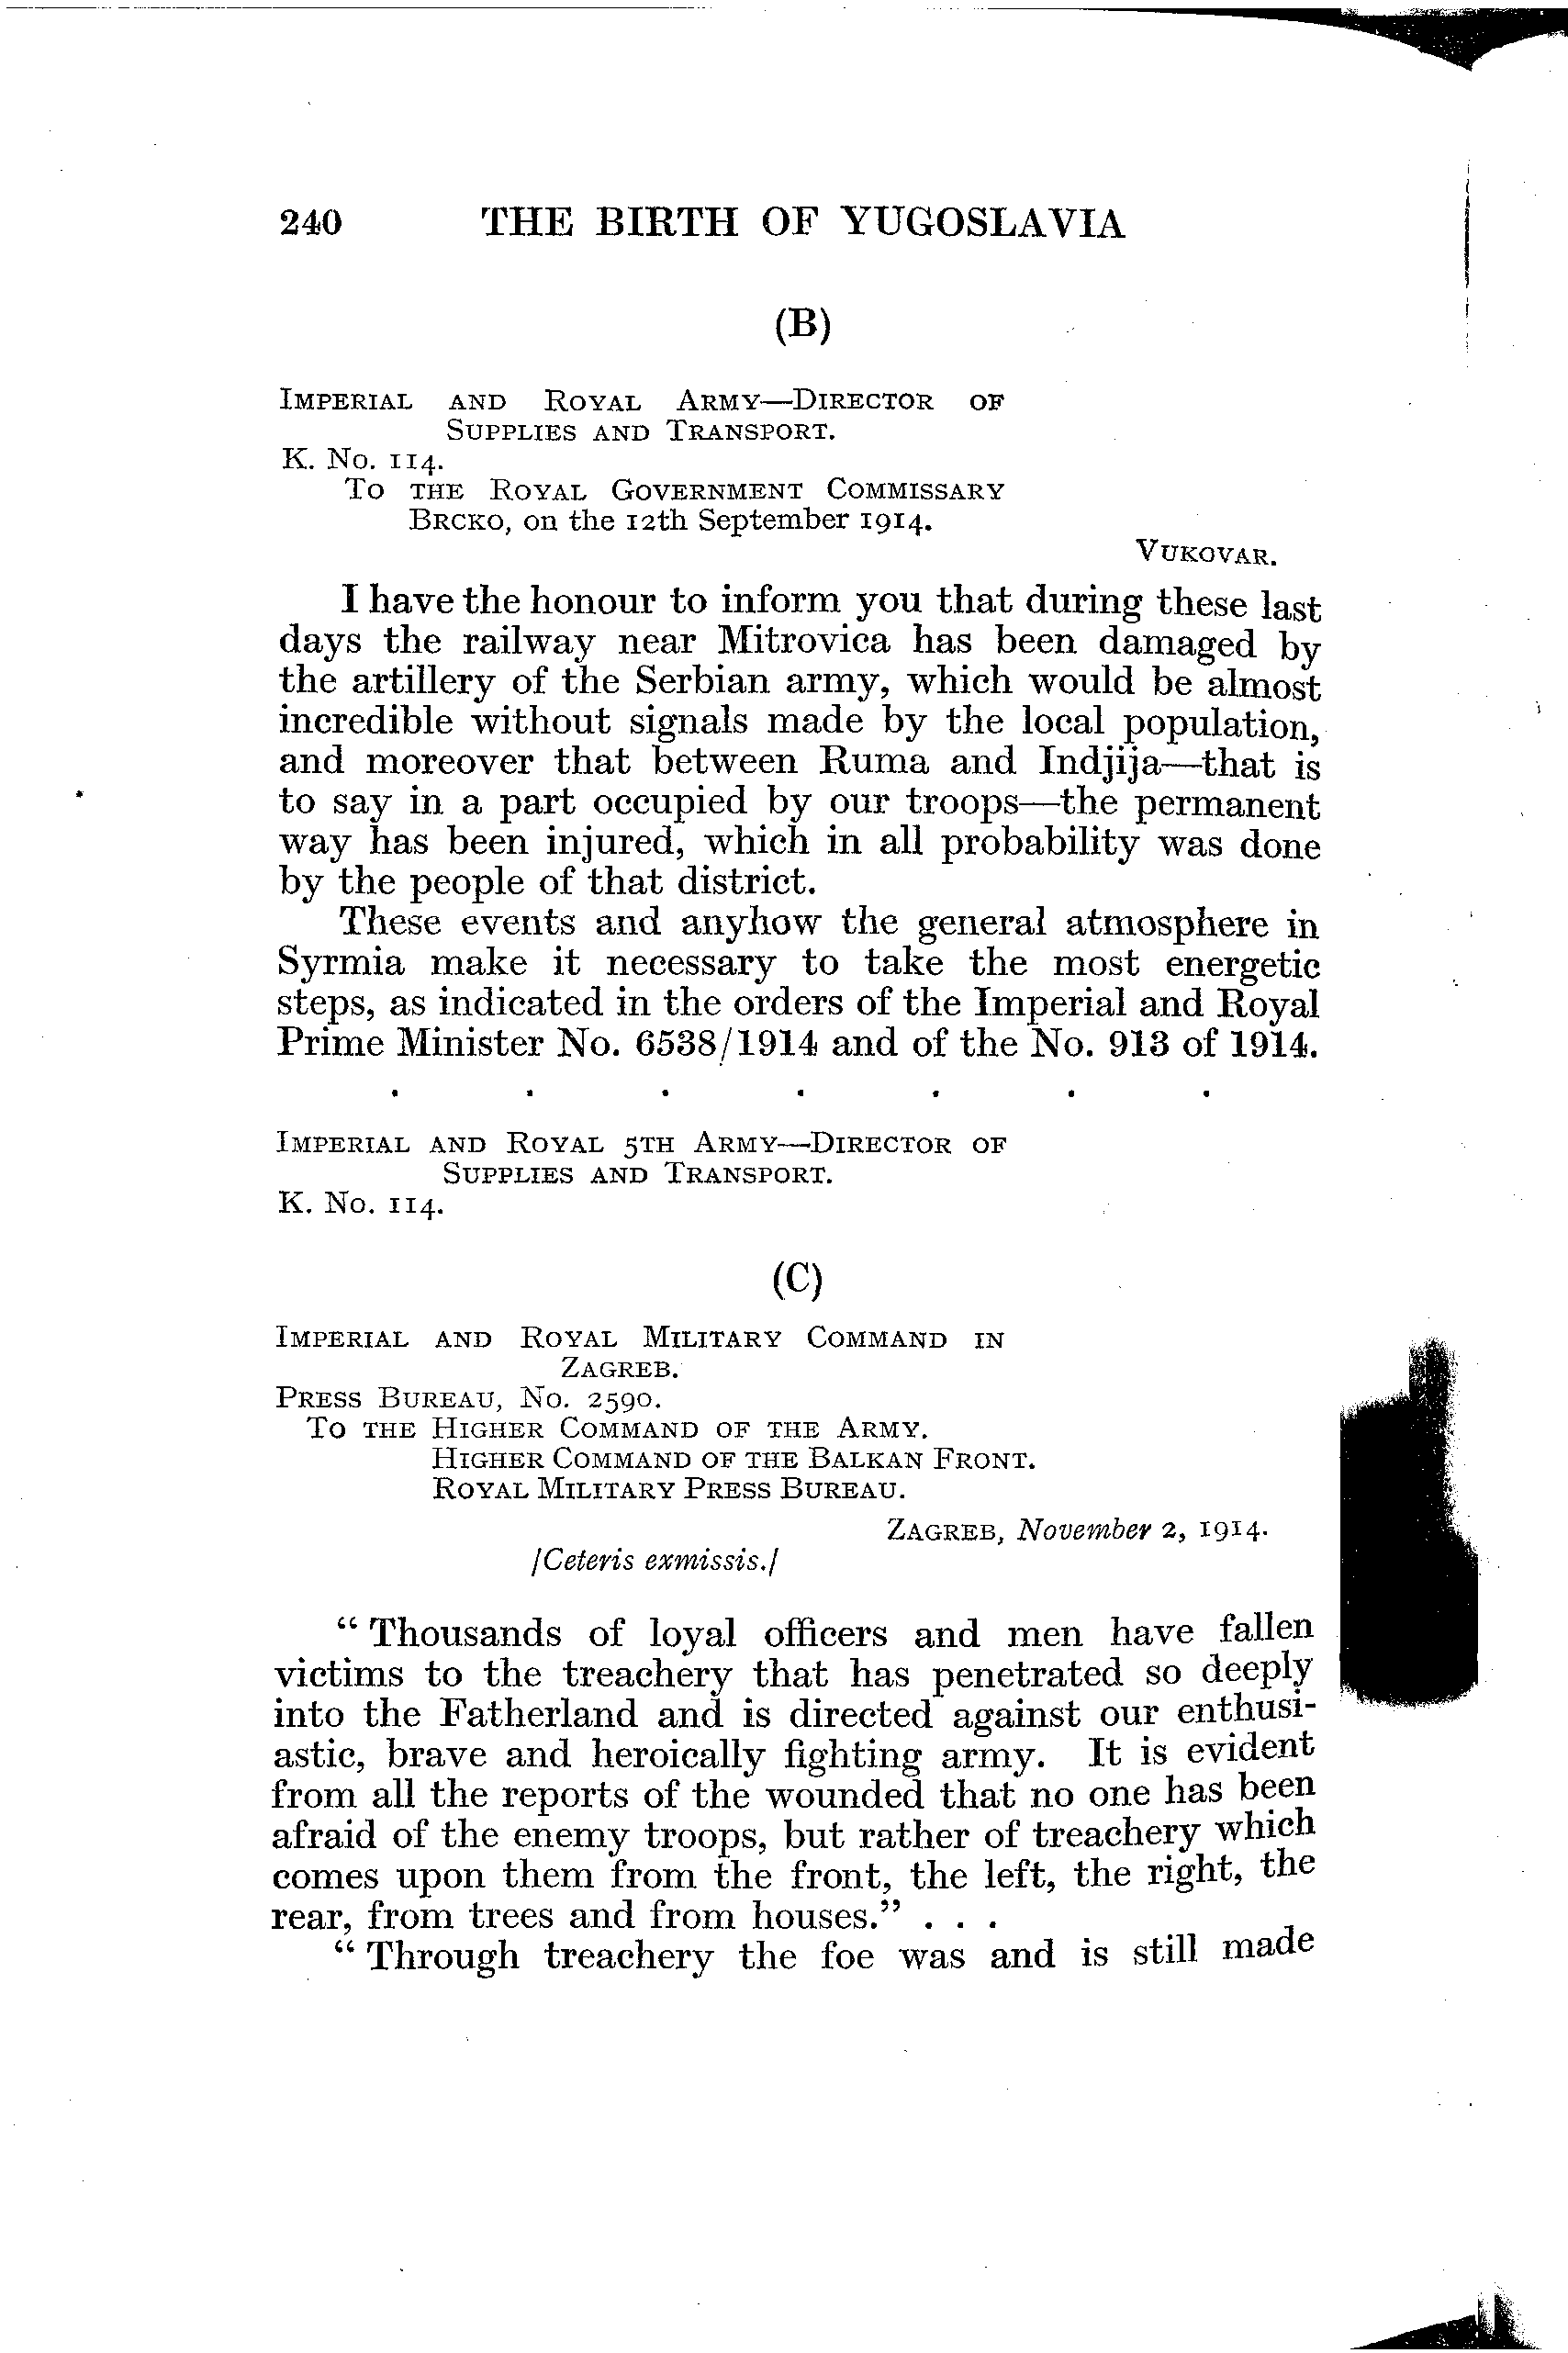 240 THE BIRTH OF YUGOSLAVIA
(B)
IMPERIAL AND ROYAL ARMY—DIRECTOR OF
SUPPLIES AND TRANSPORT.
K. No. 114.
TO THE ROYAL GOVERNMENT COMMISSARY
BRCKO, on the 12th September 1914.
VUKOVAR.
I have the honour to inform you that during these last
days the railway near Mitrovica has been damaged by
the artillery of the Serbian army, which would be almost
incredible without signals made by the local population,
and moreover that between Ruma and Indjija—that is
to say in a part occupied by our troops—the permanent
way has been injured, which in all probability was done
by the people of that district.
These events and anyhow the general atmosphere in
Syrmia make it necessary to take the most energetic
steps, as indicated in the orders of the Imperial and Royal
Prime Minister No. 6538/1914 and of the No. 913 of 1914.
. . . . . . .
IMPERIAL AND ROYAL 5TH ARMY—DIRECTOR OF
SUPPLIES AND TRANSPORT.
K. No. 114.
(C)
IMPERIAL AND ROYAL MILITARY COMMAND IN
ZAGREB.
PRESS BUREAU, No. 2590.
TO THE HIGHER COMMAND OF THE ARMY.
HIGHER COMMAND OF THE BALKAN FRONT.
ROYAL MILITARY PRESS BUREAU.
ZAGREB, November 2, 1914.
/Ceteris exmissis./
“ Thousands of loyal officers and men have fallen
victims to the treachery that has penetrated so deeply
into the Fatherland and is directed against our enthusi-
astic, brave and heroically fighting army. It is evident
from all the reports of the wounded that no one has been
afraid of the enemy troops, but rather of treachery which
comes upon them from the front, the left, the right, the
rear, from trees and from houses.” . . .
“ Through treachery the foe was and is still made